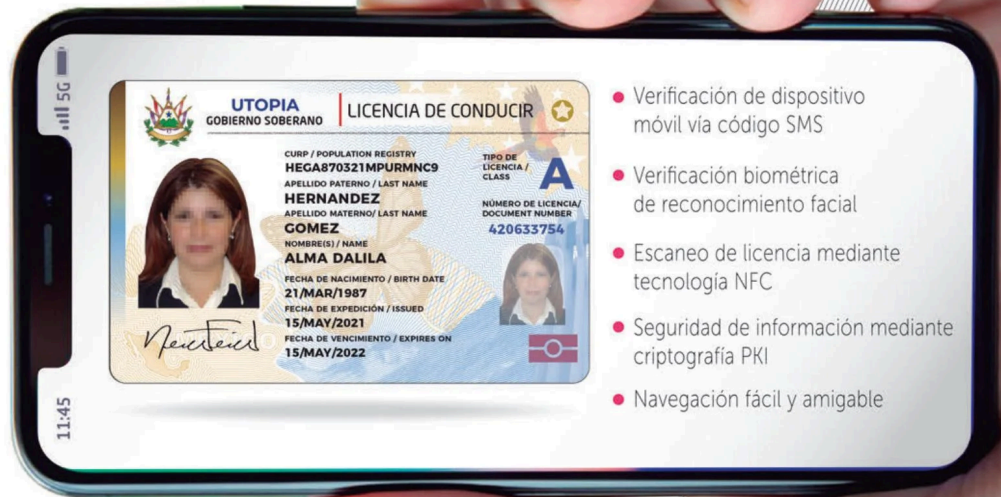 5G
11:45
UTOPIA
GOBIERNO SOBERANO
LICENCIA DE CONDUCIR
CURP / POPULATION REGISTRY
HEGA870321MPURMNC9
APELLIDO PATERNO / LAST NAME
HERNANDEZ
APELLIDO MATERNO/ LAST NAME
GOMEZ
NOMBRE(S) / NAME
ALMA DALILA
FECHA DE NACIMIENTO / BIRTH DATE
21/MAR/1987
FECHA DE EXPEDICIÓN / ISSUED
15/MAY/2021
FECHA DE VENCIMIENTO / EXPIRES ON
15/MAY/2022
TIPO DE
LICENCIA /
CLASS
A
NÚMERO DE LICENCIA/
DOCUMENT NUMBER
420633754
Verificación de dispositivo
móvil vía código SMS
Verificación biométrica
de reconocimiento facial
Escaneo de licencia mediante
tecnología NFC
Seguridad de información mediante
criptografía PKI
Navegación fácil y amigable